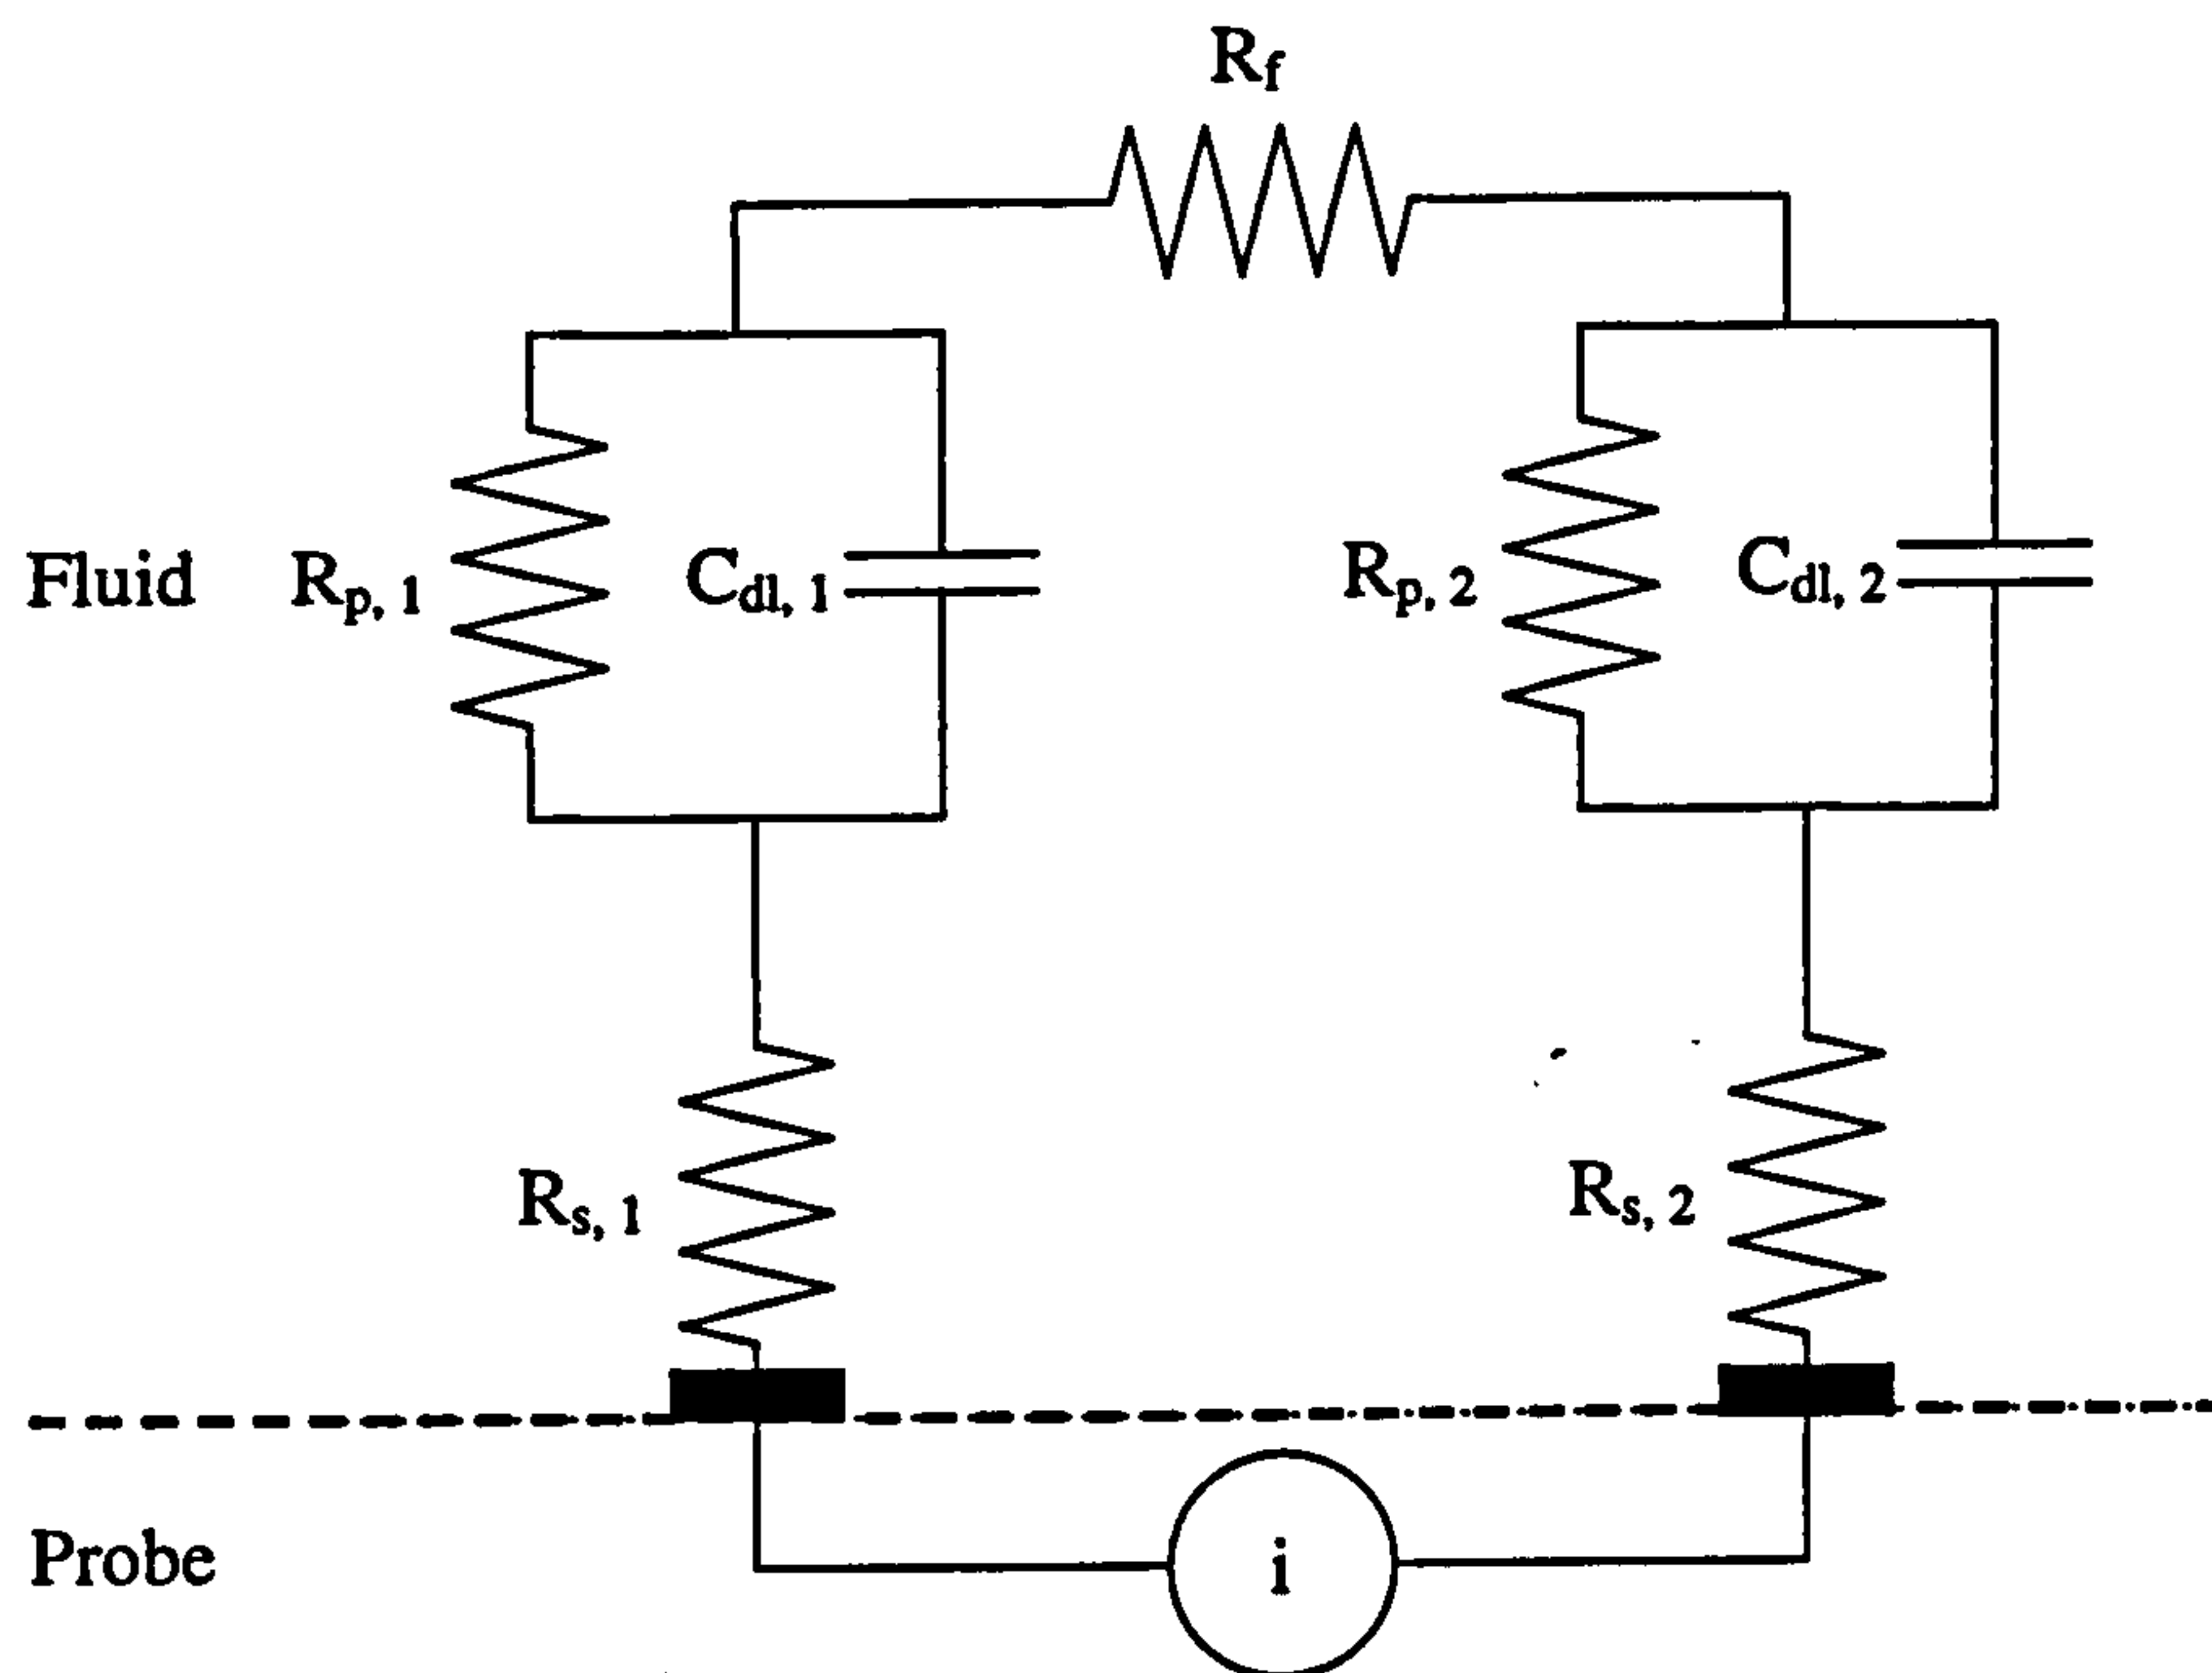 Rf
Fluid
Rp, 1
Cdl, 1
Rp, 2
Cdl, 2
Rs, 1
Rs, 2
Probe
i